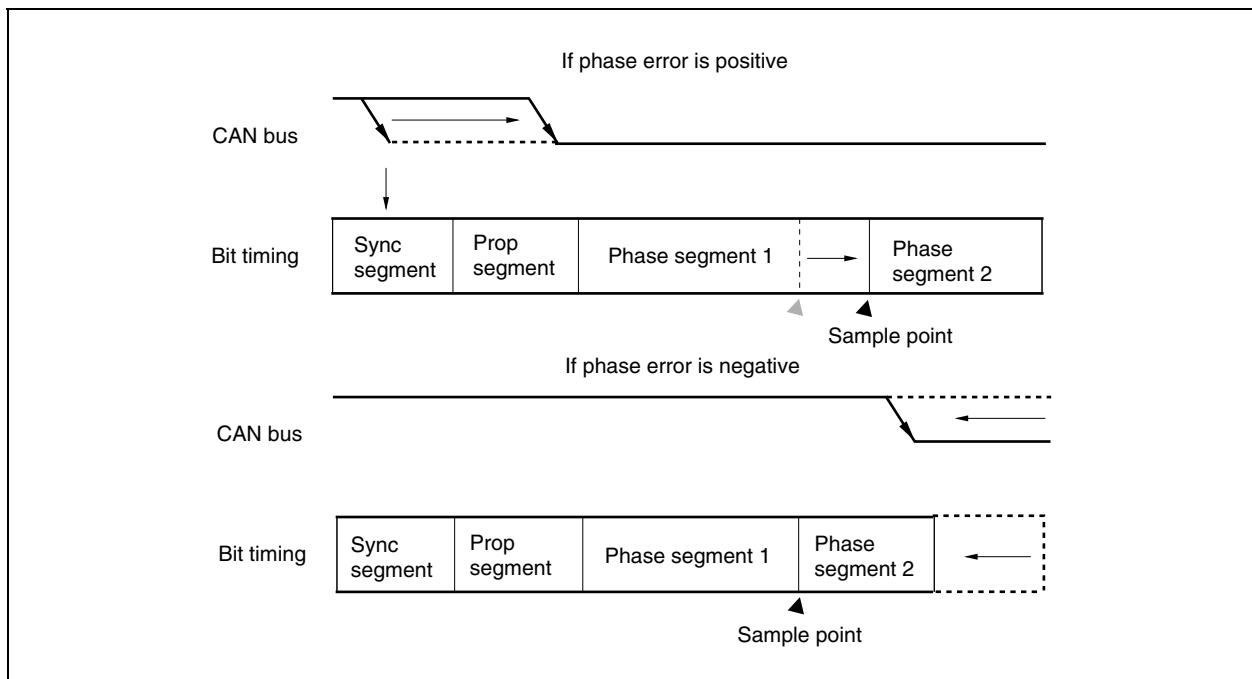 If phase error is positive
CAN bus
Bit timing
Sync
segment
Prop
segment
Phase segment 1
Phase
segment 2
Sample point
If phase error is negative
CAN bus
Bit timing
Sync
segment
Prop
segment
Phase segment 1
Phase
segment 2
Sample point